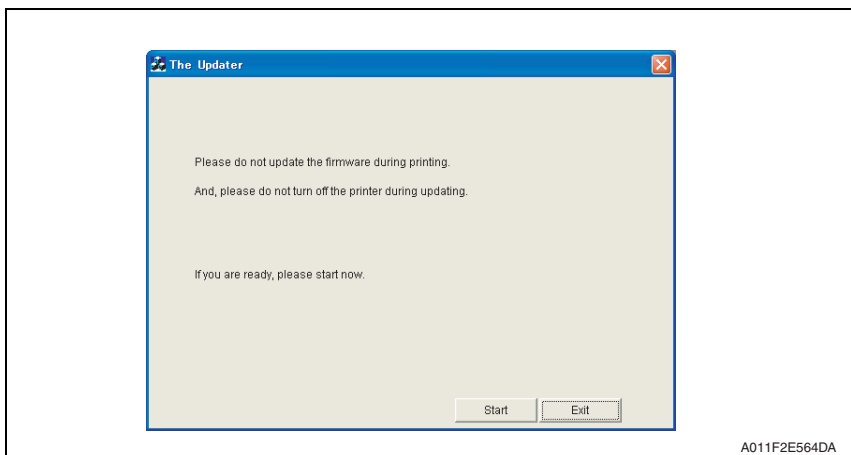 The Updater
Please do not update the firmware during printing.
And, please do not turn off the printer during updating.
If you are ready, please start now.
Start Exit
A011F2E564DA